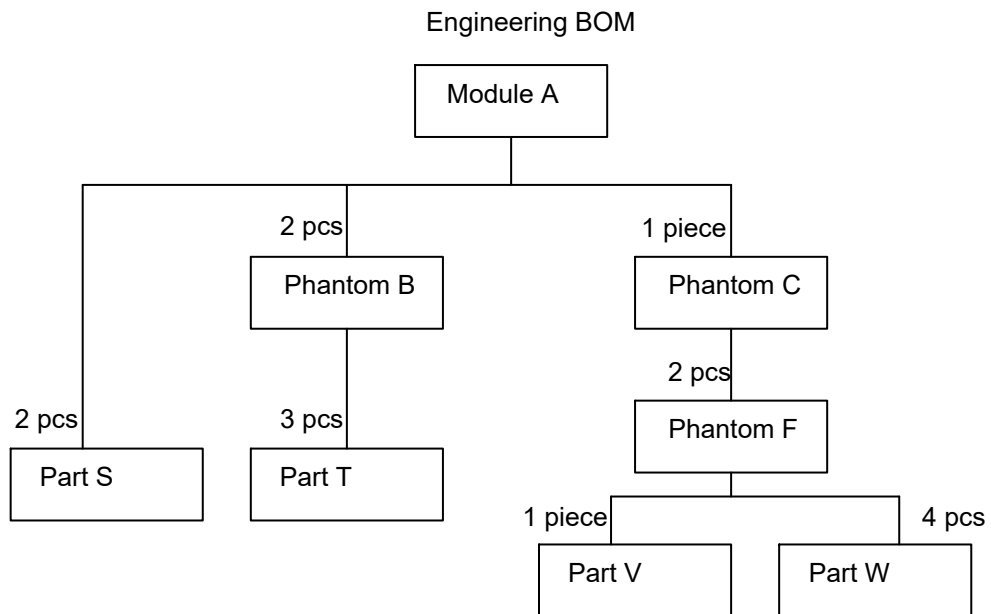 Engineering BOM
Module A
2 pcs
1 piece
Phantom B
Phantom C
2 pcs
2 pcs
3 pcs
Phantom F
Part S
Part T
1 piece
4 pcs
Part V
Part W